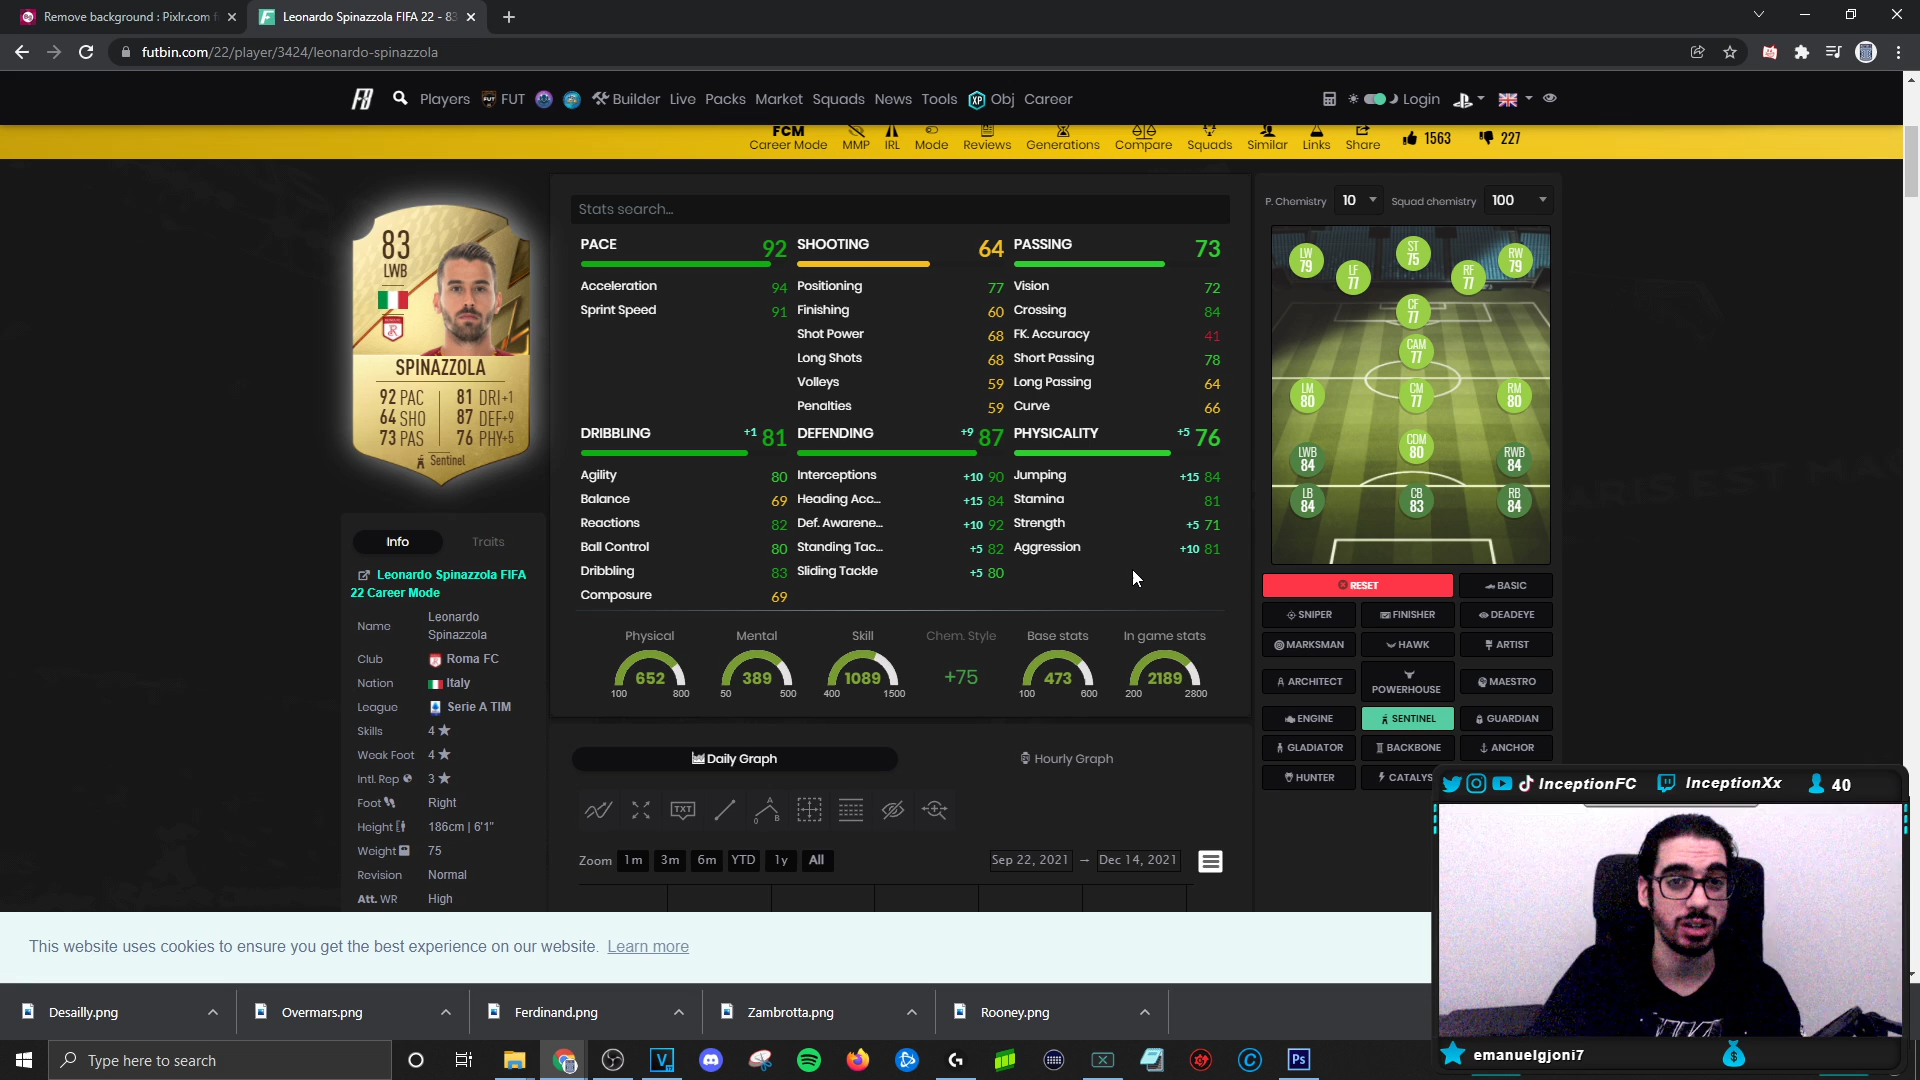 Remove background : Pixlr.com f
Leonardo Spinazzola FIFA 22 - 83
futbin.com/22/player/3424/leonardo-spinazzola
Players FUT Builder Live Packs Market Squads News Tools XP Obj Career
Login
FCM
Career Mode MMP IRL Mode Reviews Generations Compare Squads Similar Links Share 1563 227
83
LWB
SPINAZZOLA
92 PAC 81 DRI+1
64 SHO 87 DEF+9
73 PAS 76 PHY+5
Sentinel
Stats search...
PACE 92 SHOOTING 64 PASSING 73
Acceleration 94 Positioning 77 Vision 72
Sprint Speed 91 Finishing 60 Crossing 84
Shot Power 68 FK. Accuracy 41
Long Shots 68 Short Passing 78
Volleys 59 Long Passing 64
Penalties 59 Curve 66
DRIBBLING +1 81 DEFENDING +9 87 PHYSICALITY +5 76
Agility 80 Interceptions +10 90 Jumping +15 84
Balance 69 Heading Acc... +15 84 Stamina 81
Reactions 82 Def. Awarene... +10 92 Strength +5 71
Ball Control 80 Standing Tac... +5 82 Aggression +10 81
Dribbling 83 Sliding Tackle +5 80
Composure 69
Physical Mental Skill Chem. Style Base stats In game stats
652 389 1089 +75 473 2189
100 800 50 500 400 1500 100 600 200 2800
P. Chemistry 10 Squad chemistry 100
LW 79
ST 75
RW 79
LF 77
RF 77
CF 77
CAM 77
LM 80
CM 77
RM 80
CDM 80
LWB 84
RWB 84
LB 84
CB 83
RB 84
RESET BASIC
SNIPER FINISHER DEADEYE
MARKSMAN HAWK ARTIST
ARCHITECT POWERHOUSE MAESTRO
ENGINE SENTINEL GUARDIAN
GLADIATOR BACKBONE ANCHOR
HUNTER CATALYS
Info Traits
Leonardo Spinazzola FIFA
22 Career Mode
Name Leonardo
Spinazzola
Club Roma FC
Nation Italy
League Serie A TIM
Skills 4
Weak Foot 4
Intl. Rep 3
Foot Right
Height 186cm | 6'1"
Weight 75
Revision Normal
Att. WR High
Daily Graph Hourly Graph
TXT
Zoom 1m 3m 6m YTD 1y All Sep 22, 2021 → Dec 14, 2021
InceptionFC InceptionXx 40
emanuelgjoni7
This website uses cookies to ensure you get the best experience on our website. Learn more
Desailly.png Overmars.png Ferdinand.png Zambrotta.png Rooney.png
Type here to search
Ps